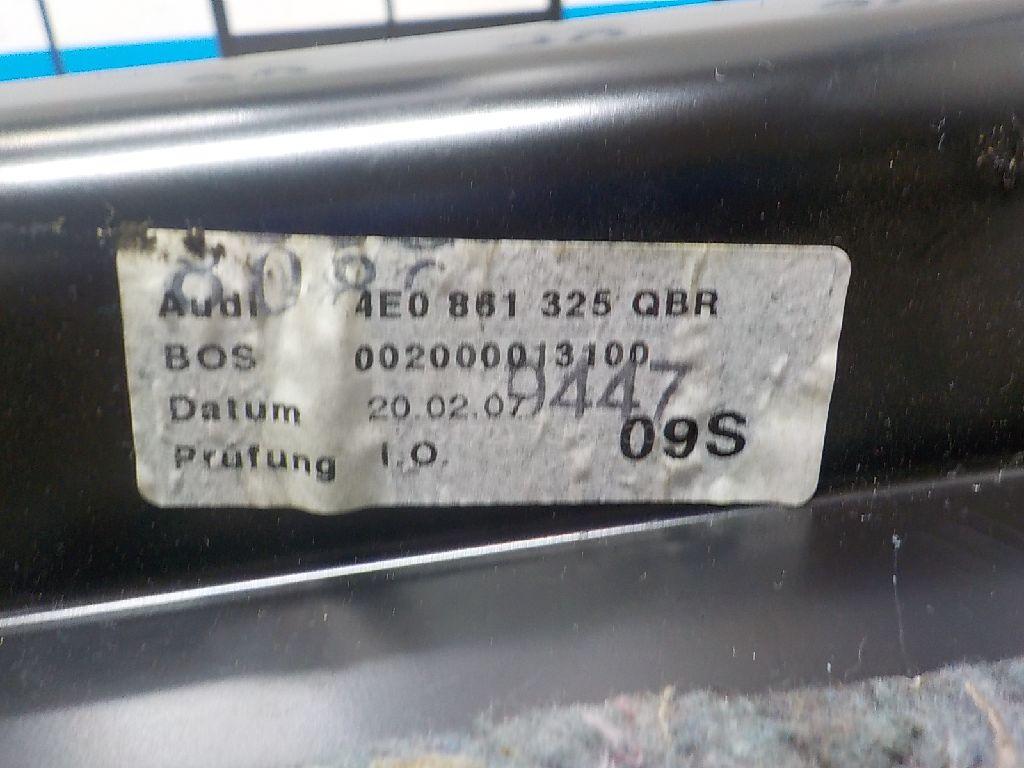 Audi 4E0 861 325 QBR
BOS 002000013100
Datum 20.02.07
9447
Prüfung I.O.
09S